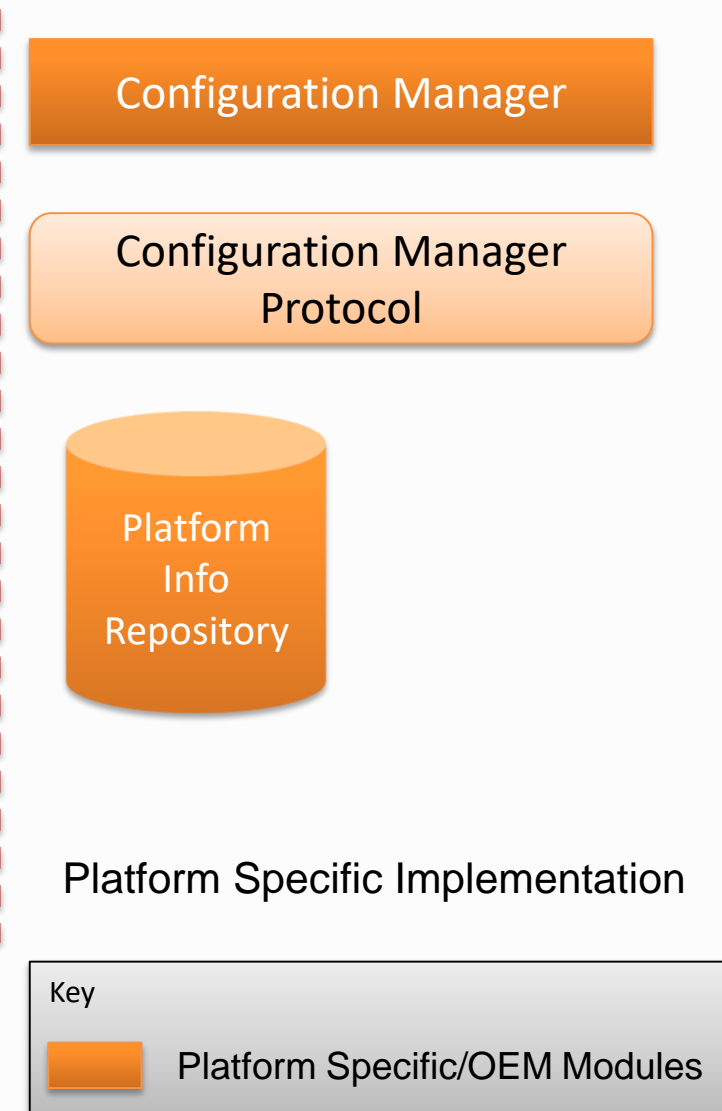 Configuration Manager
Configuration Manager
Protocol
Platform
Info
Repository
Platform Specific Implementation
Key
Platform Specific/OEM Modules